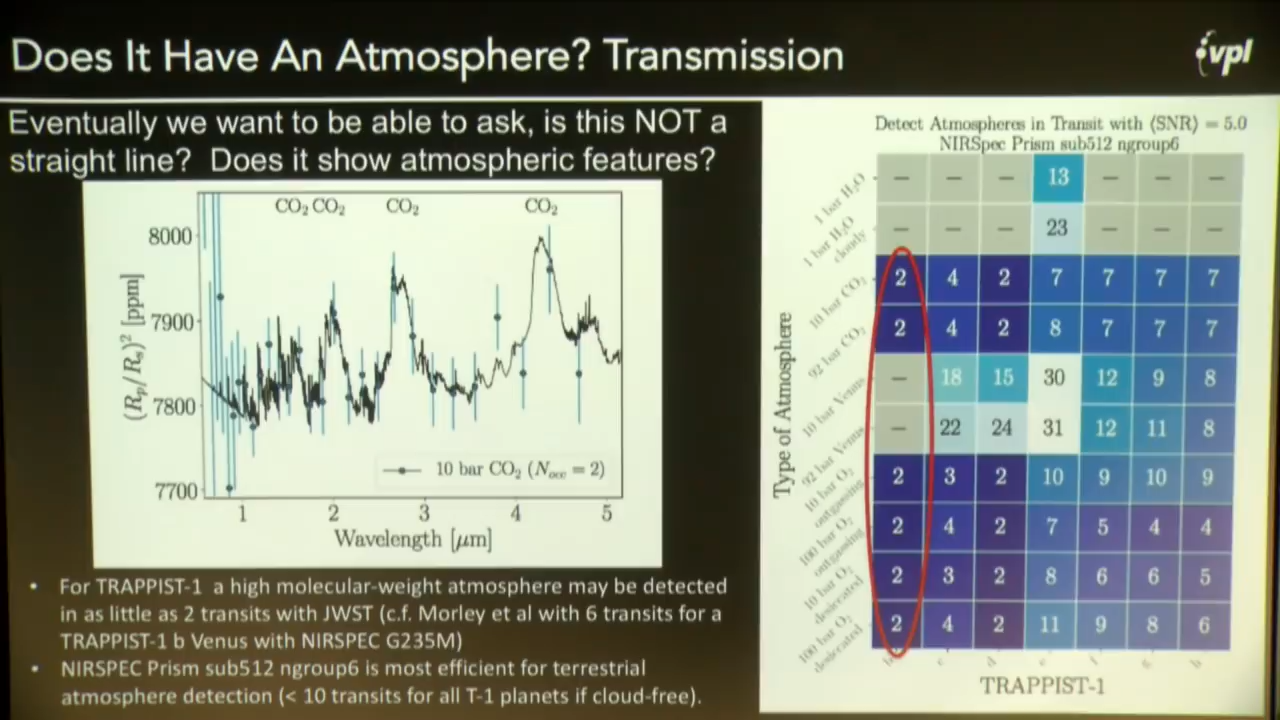 Does It Have An Atmosphere? Transmission
vpl
Eventually we want to be able to ask, is this NOT a
straight line? Does it show atmospheric features?
CO₂ CO₂ CO₂ CO₂
8000
7900
7800
7700
(Rₚ/Rₛ)² [ppm]
10 bar CO₂ (Nₒcc = 2)
1 2 3 4 5
Wavelength [μm]
• For TRAPPIST-1 a high molecular-weight atmosphere may be detected
in as little as 2 transits with JWST (c.f. Morley et al with 6 transits for a
TRAPPIST-1 b Venus with NIRSPEC G235M)
• NIRSPEC Prism sub512 ngroup6 is most efficient for terrestrial
atmosphere detection (< 10 transits for all T-1 planets if cloud-free).
Detect Atmospheres in Transit with ⟨SNR⟩ = 5.0
NIRSpec Prism sub512 ngroup6
Type of Atmosphere
1 bar H₂O – – – 13 – – –
1 bar H₂O cloudy – – – 23 – – –
10 bar CO₂ 2 4 2 7 7 7 7
92 bar CO₂ 2 4 2 8 7 7 7
10 bar Venus – 18 15 30 12 9 8
92 bar Venus – 22 24 31 12 11 8
10 bar O₂ outgassing 2 3 2 10 9 10 9
100 bar O₂ outgassing 2 4 2 7 5 4 4
10 bar O₂ desiccated 2 3 2 8 6 6 5
100 bar O₂ desiccated 2 4 2 11 9 8 6
b c d e f g h
TRAPPIST-1